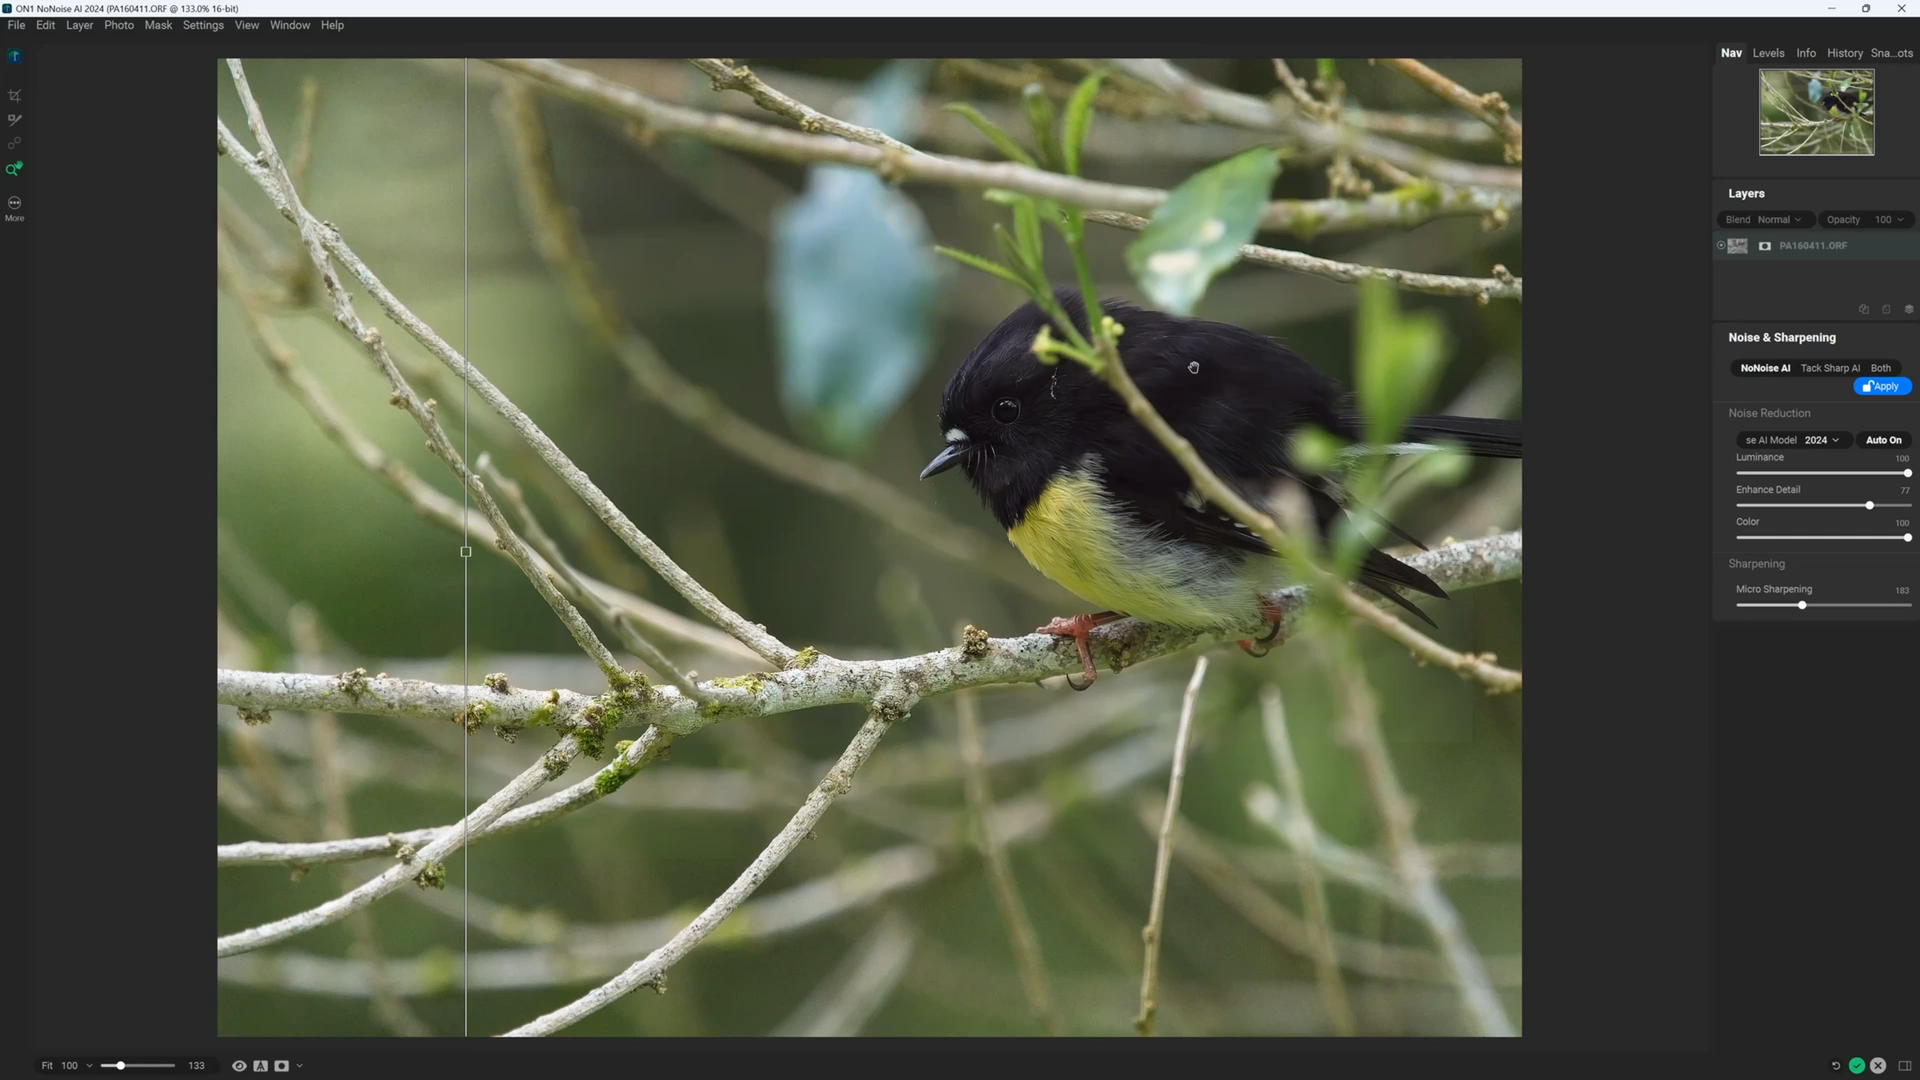 ON1 NoNoise AI 2024 (PA160411.ORF @ 133.0% 16-bit)
File Edit Layer Photo Mask Settings View Window Help
Nav Levels Info History Sna...ots
More
Layers
Blend Normal Opacity 100
PA160411.ORF
Noise & Sharpening
NoNoise AI Tack Sharp AI Both
Apply
Noise Reduction
se AI Model 2024 Auto On
Luminance 100
Enhance Detail 77
Color 100
Sharpening
Micro Sharpening 183
Fit 100 133
A